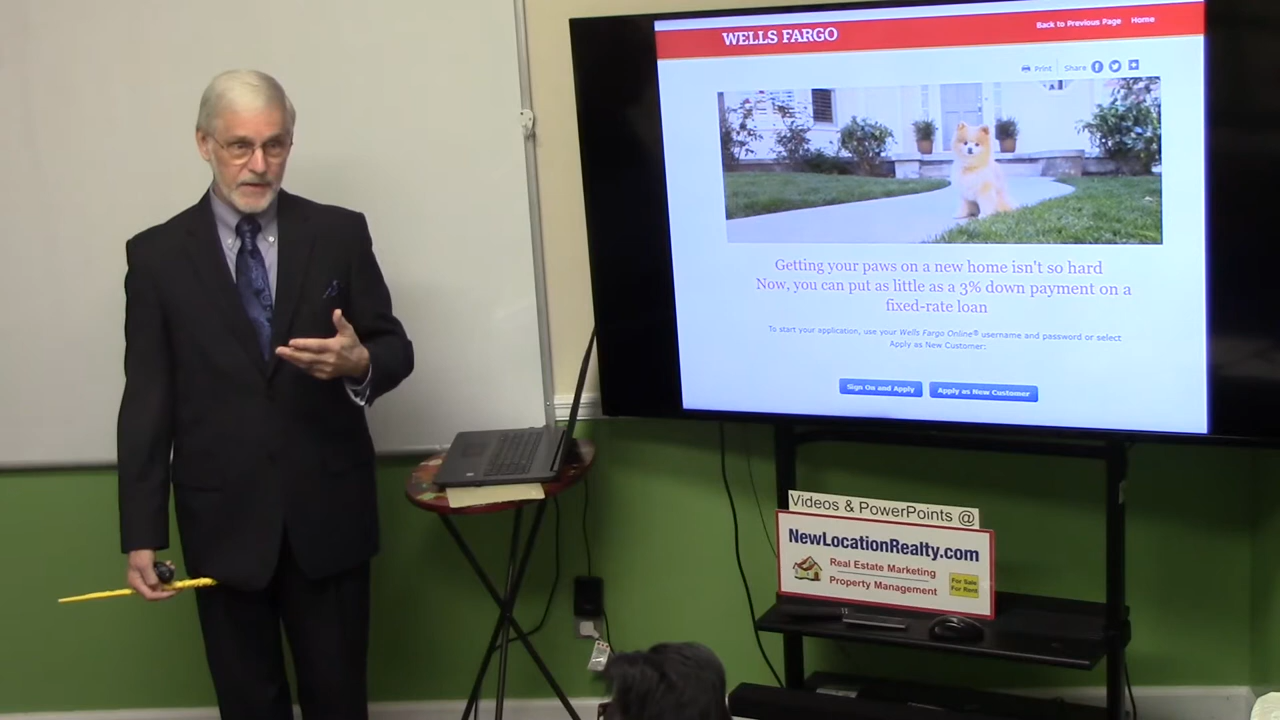 WELLS FARGO
Back to Previous Page Home
Print Share
Getting your paws on a new home isn't so hard
Now, you can put as little as a 3% down payment on a
fixed-rate loan
To start your application, use your Wells Fargo Online® username and password or select
Apply as New Customer:
Sign On and Apply Apply as New Customer
Videos & PowerPoints @
NewLocationRealty.com
Real Estate Marketing
Property Management
For Sale
For Rent